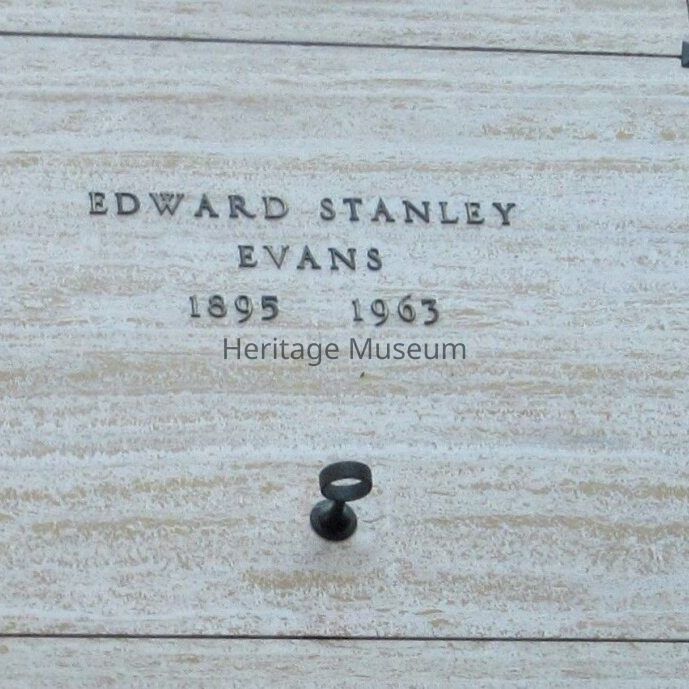 EDWARD STANLEY
EVANS
1895 1963
Heritage Museum